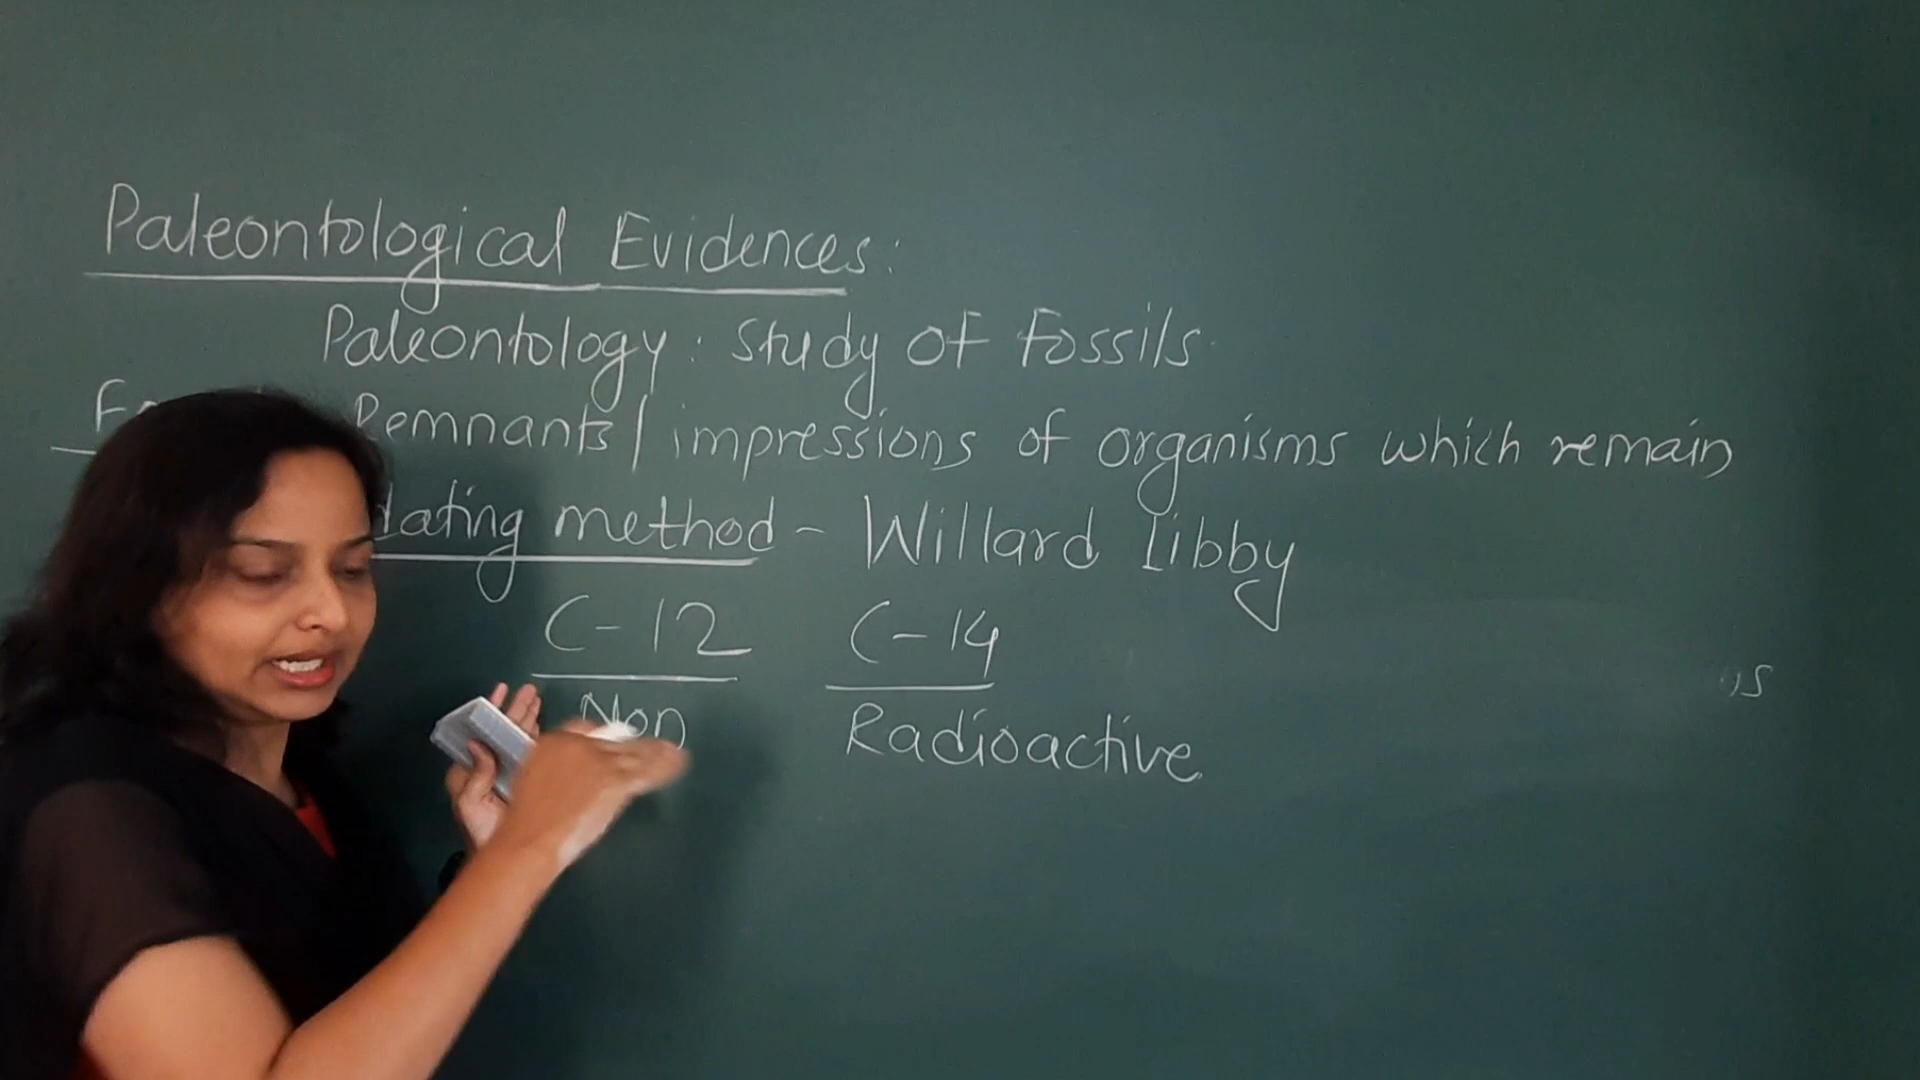 Paleontological Evidences:
Paleontology: Study of Fossils
Remnants/impressions of organisms which remain
dating method - Willard Libby
C-12 C-14
Non Radioactive